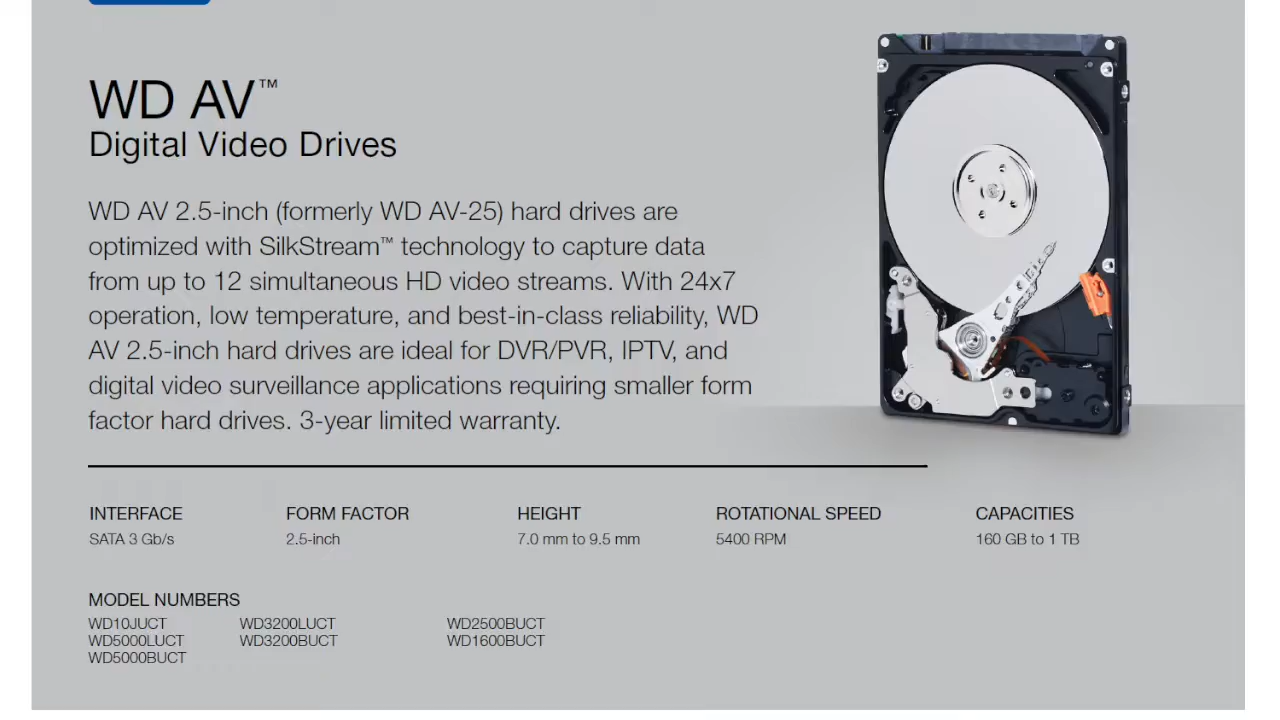 WD AV™
Digital Video Drives
WD AV 2.5-inch (formerly WD AV-25) hard drives are
optimized with SilkStream™ technology to capture data
from up to 12 simultaneous HD video streams. With 24x7
operation, low temperature, and best-in-class reliability, WD
AV 2.5-inch hard drives are ideal for DVR/PVR, IPTV, and
digital video surveillance applications requiring smaller form
factor hard drives. 3-year limited warranty.
INTERFACE FORM FACTOR HEIGHT ROTATIONAL SPEED CAPACITIES
SATA 3 Gb/s 2.5-inch 7.0 mm to 9.5 mm 5400 RPM 160 GB to 1 TB
MODEL NUMBERS
WD10JUCT WD3200LUCT WD2500BUCT
WD5000LUCT WD3200BUCT WD1600BUCT
WD5000BUCT